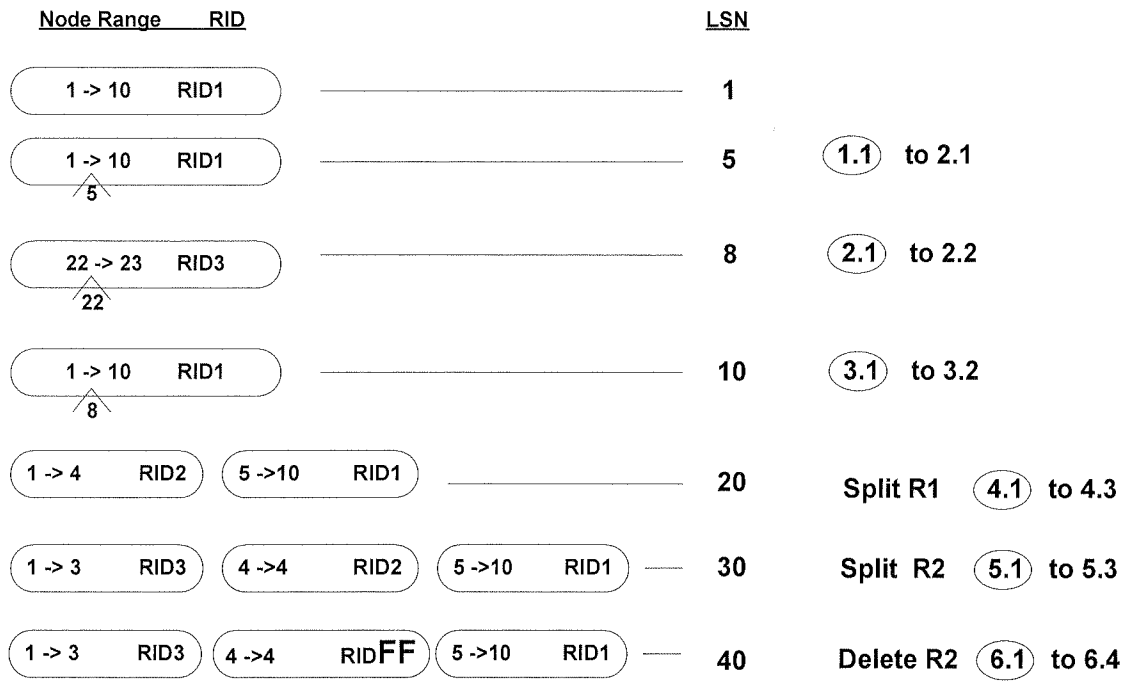 Node Range RID LSN
1 -> 10 RID1 1
1 -> 10 RID1 5 1.1 to 2.1
5
22 -> 23 RID3 8 2.1 to 2.2
22
1 -> 10 RID1 10 3.1 to 3.2
8
1 -> 4 RID2 5 ->10 RID1 20 Split R1 4.1 to 4.3
1 -> 3 RID3 4 ->4 RID2 5 ->10 RID1 30 Split R2 5.1 to 5.3
1 -> 3 RID3 4 ->4 RIDFF 5 ->10 RID1 40 Delete R2 6.1 to 6.4